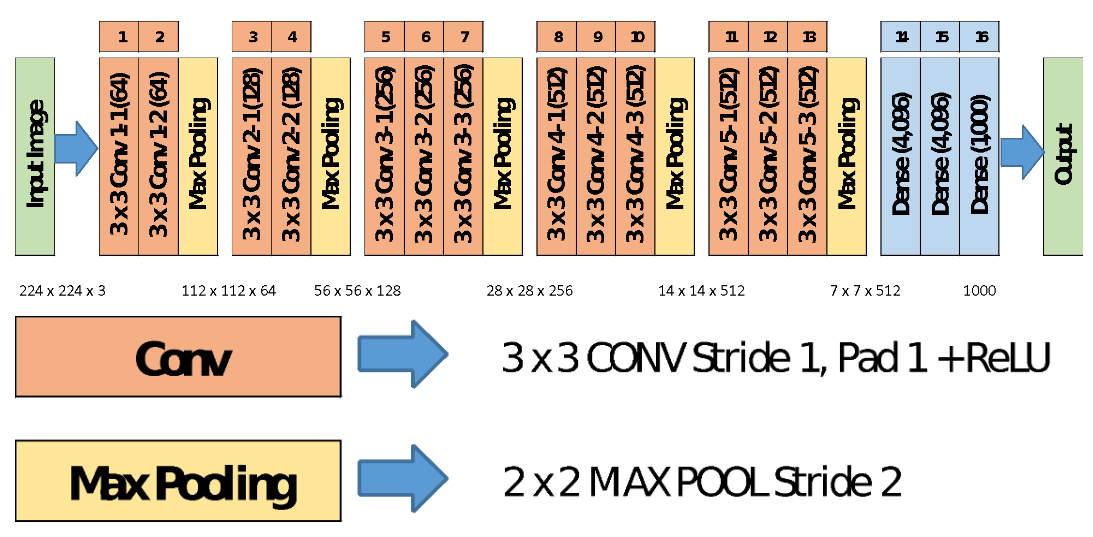 1 2 3 4 5 6 7 8 9 10 11 12 13 14 15 16
Input Image
3 x 3 Conv 1-1(64)
3 x 3 Conv 1-2 (64)
Max Pooling
3 x 3 Conv 2-1(128)
3 x 3 Conv 2-2 (128)
Max Pooling
3 x 3 Conv 3-1(256)
3 x 3 Conv 3-2 (256)
3 x 3 Conv 3-3 (256)
Max Pooling
3 x 3 Conv 4-1 (512)
3 x 3 Conv 4-2 (512)
3 x 3 Conv 4-3 (512)
Max Pooling
3 x 3 Conv 5-1 (512)
3 x 3 Conv 5-2 (512)
3 x 3 Conv 5-3 (512)
Max Pooling
Dense (4,096)
Dense (4,096)
Dense (1,000)
Output
224 x 224 x 3 112 x 112 x 64 56 x 56 x 128 28 x 28 x 256 14 x 14 x 512 7 x 7 x 512 1000
Conv 3 x 3 CONV Stride 1, Pad 1 + ReLU
Max Pooling 2 x 2 MAX POOL Stride 2